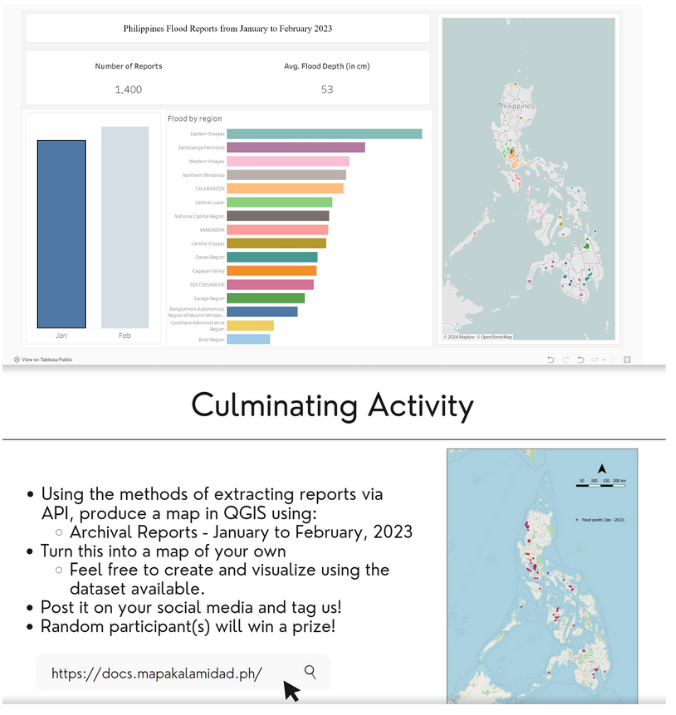 Philippines Flood Reports from January to February 2023
Number of Reports
Avg. Flood Depth (in cm)
1,400
53
Jan
Feb
Flood by region
Eastern Visayas
Zamboanga Peninsula
Western Visayas
Northern Mindanao
CALABARZON
Central Luzon
National Capital Region
MIMAROPA
Central Visayas
Davao Region
Cagayan Valley
SOCCSKSARGEN
Caraga Region
Bangsamoro Autonomous
Region of Muslim Mindan..
Cordillera Administrative
Region
Bicol Region
Philippines
© 2024 Mapbox © OpenStreetMap
View on Tableau Public
Culminating Activity
• Using the methods of extracting reports via
API, produce a map in QGIS using:
○ Archival Reports - January to February, 2023
• Turn this into a map of your own
○ Feel free to create and visualize using the
dataset available.
• Post it on your social media and tag us!
• Random participant(s) will win a prize!
https://docs.mapakalamidad.ph/
50 100 150 200 km
Flood points (Jan - 2022)